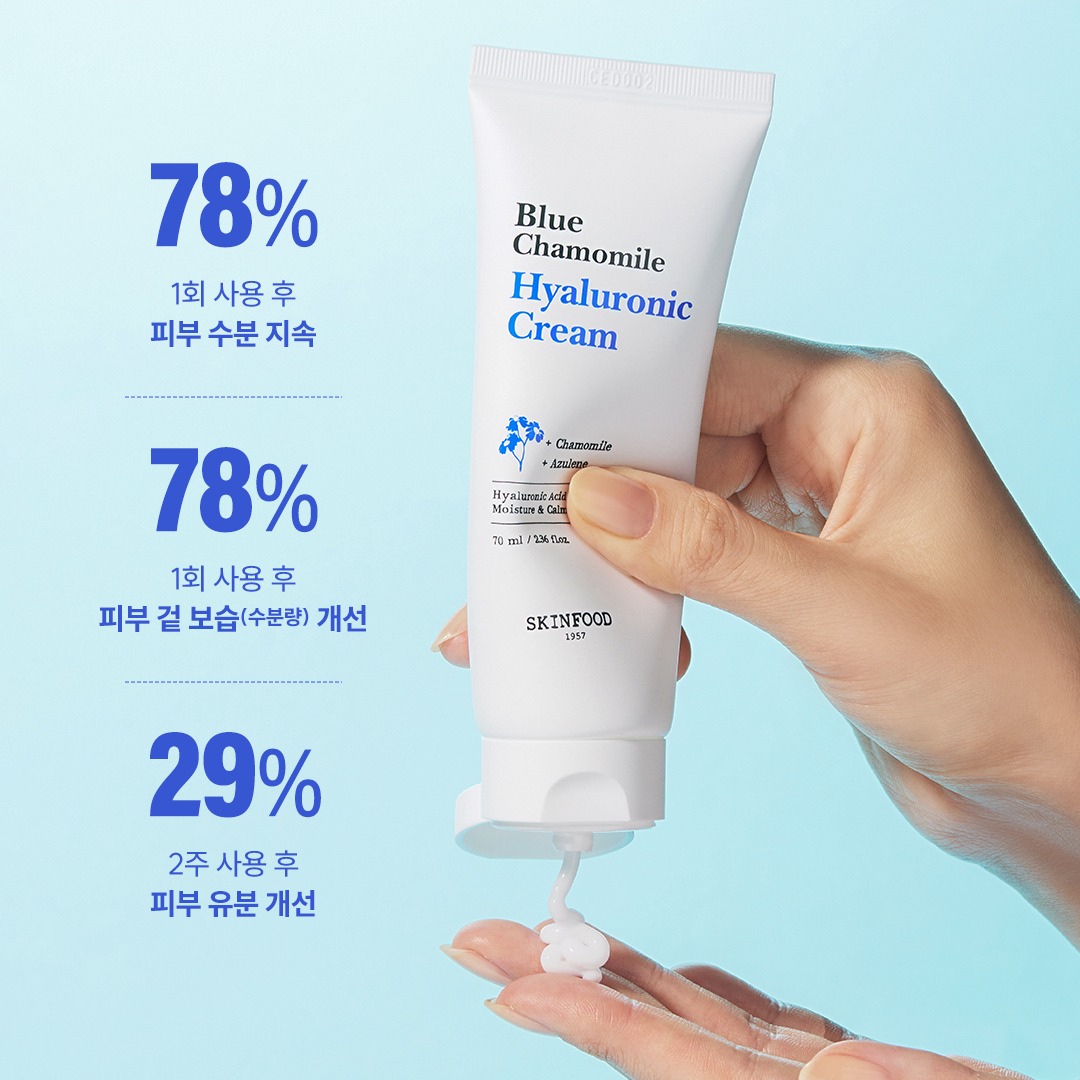 CED002
78%
1회 사용 후
피부 수분 지속
78%
1회 사용 후
피부 겉 보습(수분량) 개선
29%
2주 사용 후
피부 유분 개선
Blue
Chamomile
Hyaluronic
Cream
+ Chamomile
+ Azulene
Hyaluronic Acid
Moisture & Calm
70 ml / 2.36 fl.oz.
SKINFOOD
1957